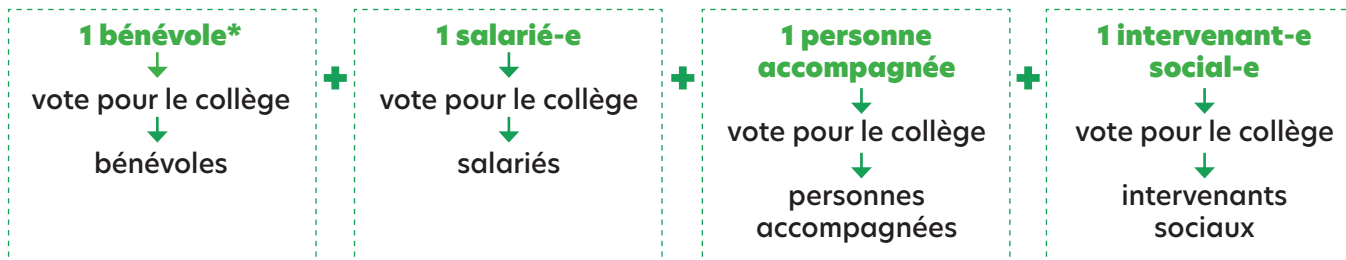 1 bénévole*
vote pour le collège
bénévoles
+
1 salarié-e
vote pour le collège
salariés
+
1 personne
accompagnée
vote pour le collège
personnes
accompagnées
+
1 intervenant-e
social-e
vote pour le collège
intervenants
sociaux